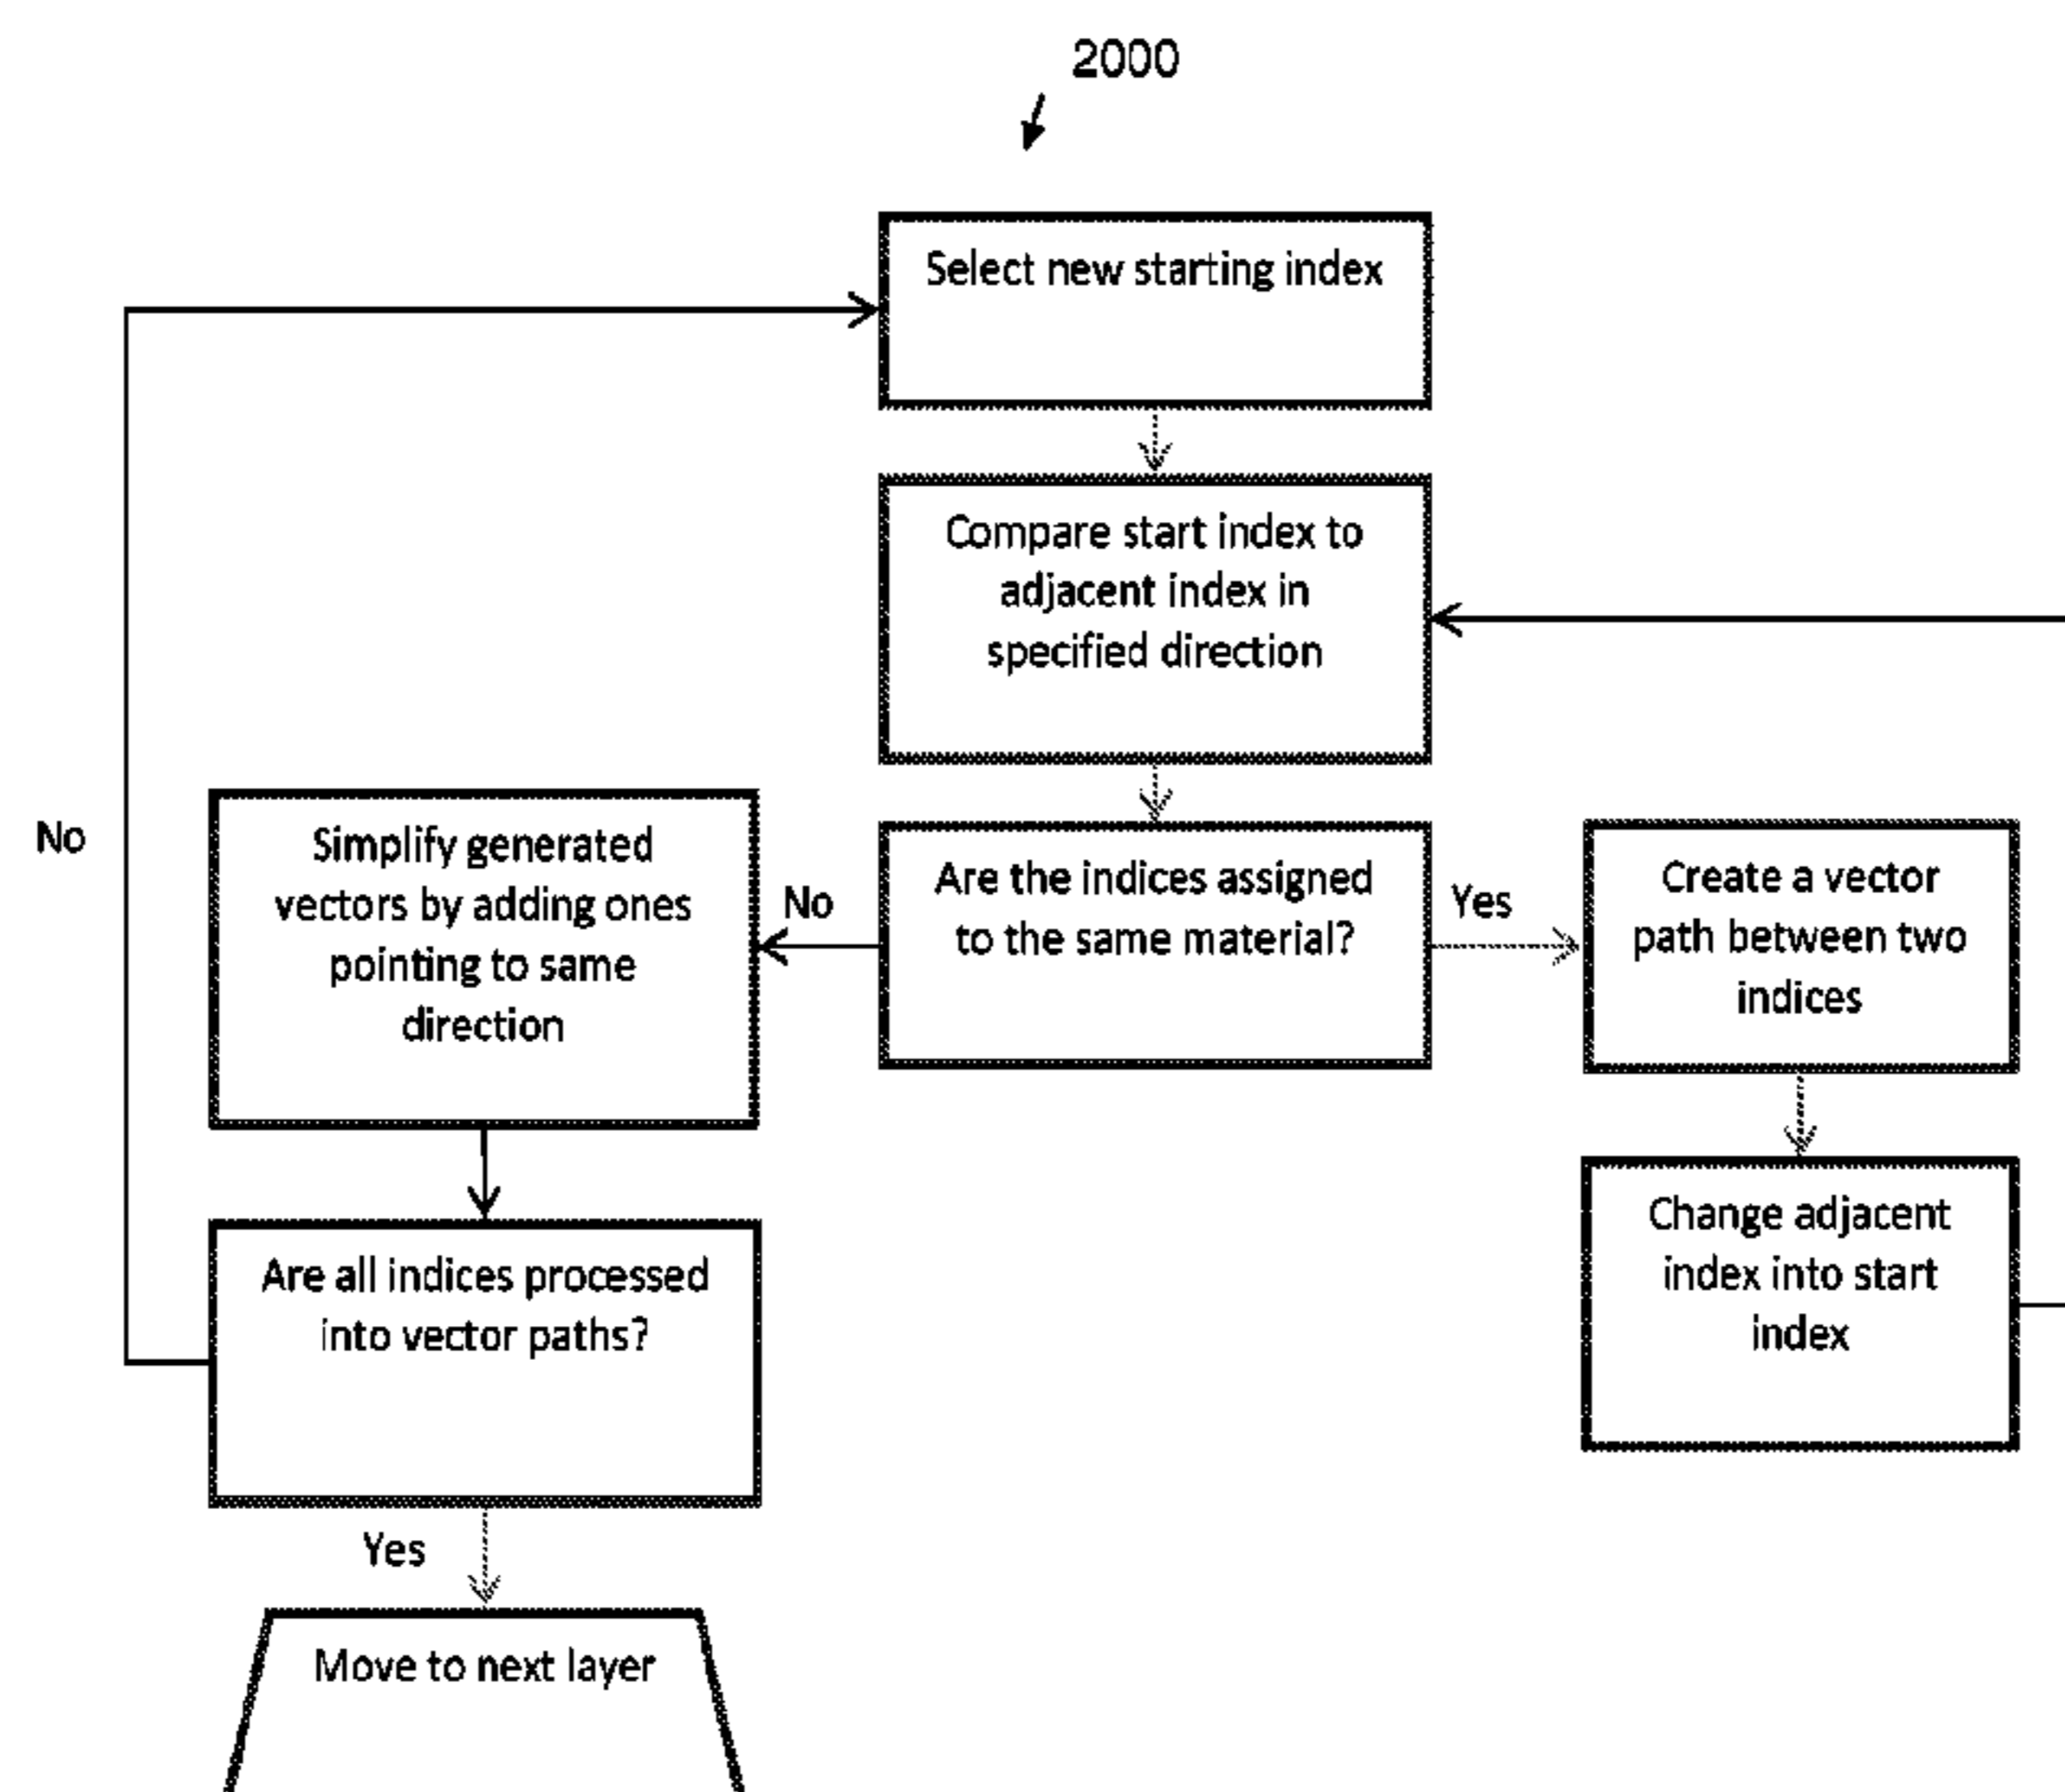 2000
Select new starting index
Compare start index to
adjacent index in
specified direction
No
Simplify generated
vectors by adding ones
pointing to same
direction
No
Are the indices assigned
to the same material?
Yes
Create a vector
path between two
indices
Are all indices processed
into vector paths?
Change adjacent
index into start
index
Yes
Move to next layer